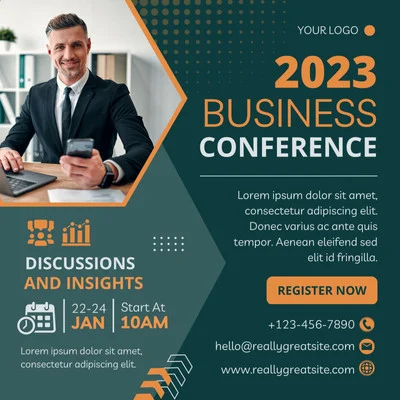 YOUR LOGO
2023
BUSINESS
CONFERENCE
Lorem ipsum dolor sit amet,
consectetur adipiscing elit.
Donec varius ante quis
tempor. Aenean eleifend sed
elit id fringilla.
REGISTER NOW
+123-456-7890
hello@reallygreatsite.com
www.reallygreatsite.com
DISCUSSIONS
AND INSIGHTS
22-24
JAN
Start At
10AM
Lorem ipsum dolor sit amet,
consectetur adipiscing elit.